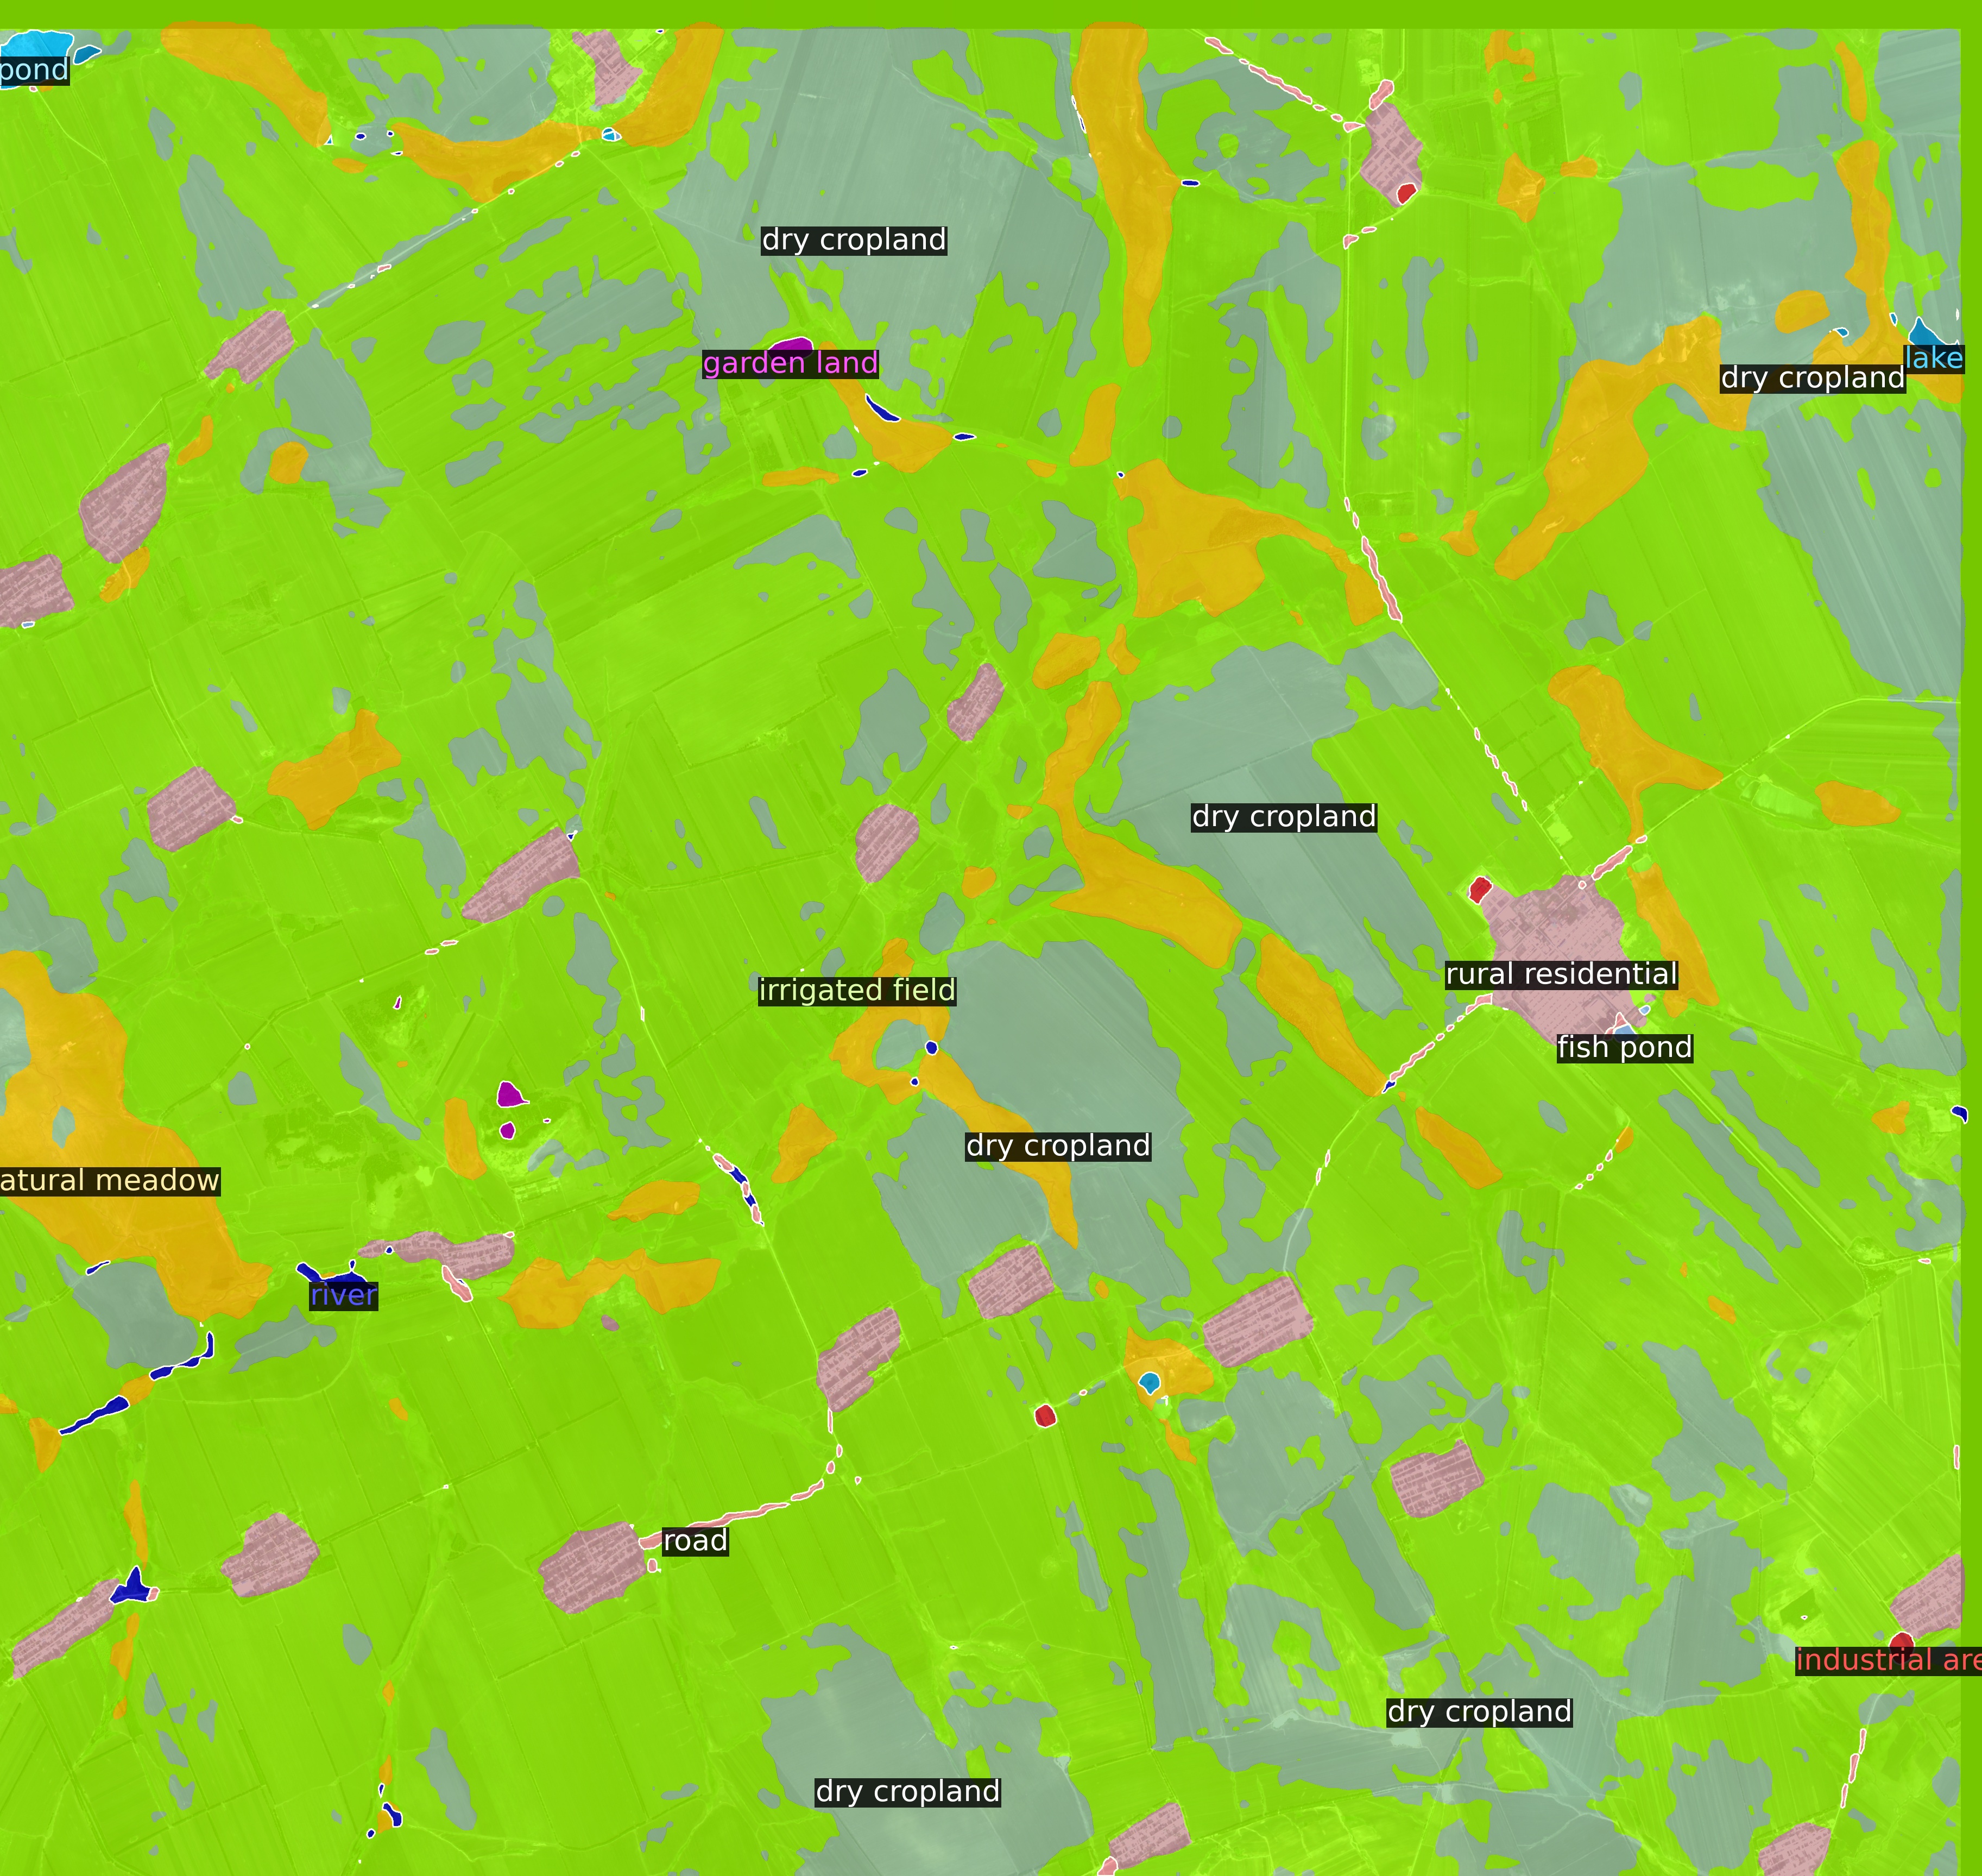 pond
dry cropland
garden land
lake
dry cropland
dry cropland
rural residential
irrigated field
fish pond
dry cropland
atural meadow
river
road
industrial are
dry cropland
dry cropland